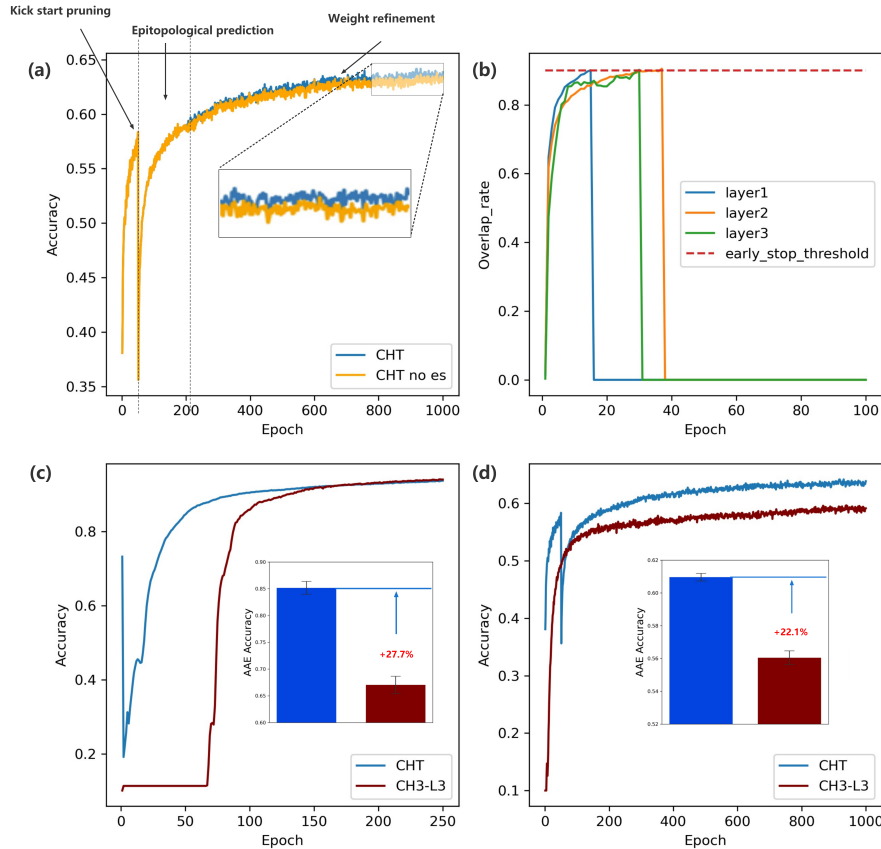 Kick start pruning
Epitopological prediction
Weight refinement
(a)
0.65
0.60
0.55
0.50
0.45
0.40
0.35
Accuracy
CHT
CHT no es
0
200
400
600
800
1000
Epoch
(b)
0.8
0.6
0.4
0.2
0.0
Overlap_rate
layer1
layer2
layer3
early_stop_threshold
0
20
40
60
80
100
Epoch
(c)
0.8
0.6
0.4
0.2
Accuracy
0.90
0.85
0.80
0.75
0.70
0.65
0.60
AAE Accuracy
+27.7%
CHT
CH3-L3
0
50
100
150
200
250
Epoch
(d)
0.6
0.5
0.4
0.3
0.2
0.1
Accuracy
0.62
0.60
0.58
0.56
0.54
0.52
AAE Accuracy
+22.1%
CHT
CH3-L3
0
200
400
600
800
1000
Epoch